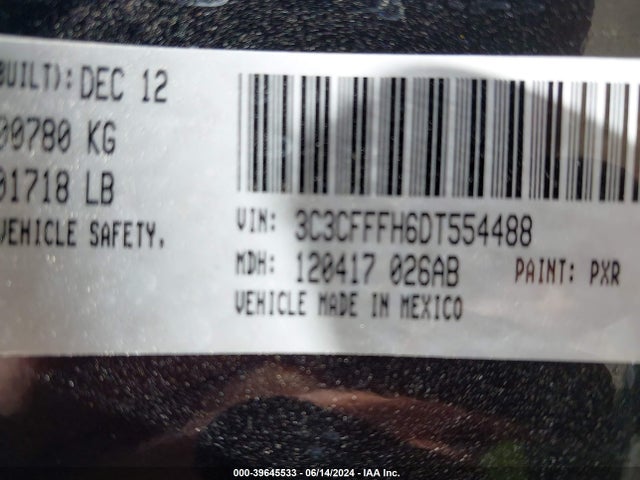 BUILT): DEC 12
00780 KG
01718 LB
VEHICLE SAFETY.
VIN: 3C3CFFFH6DT554488
MDH: 120417 026AB PAINT: PXR
VEHICLE MADE IN MEXICO
000-39645533 - 06/14/2024 - IAA Inc.